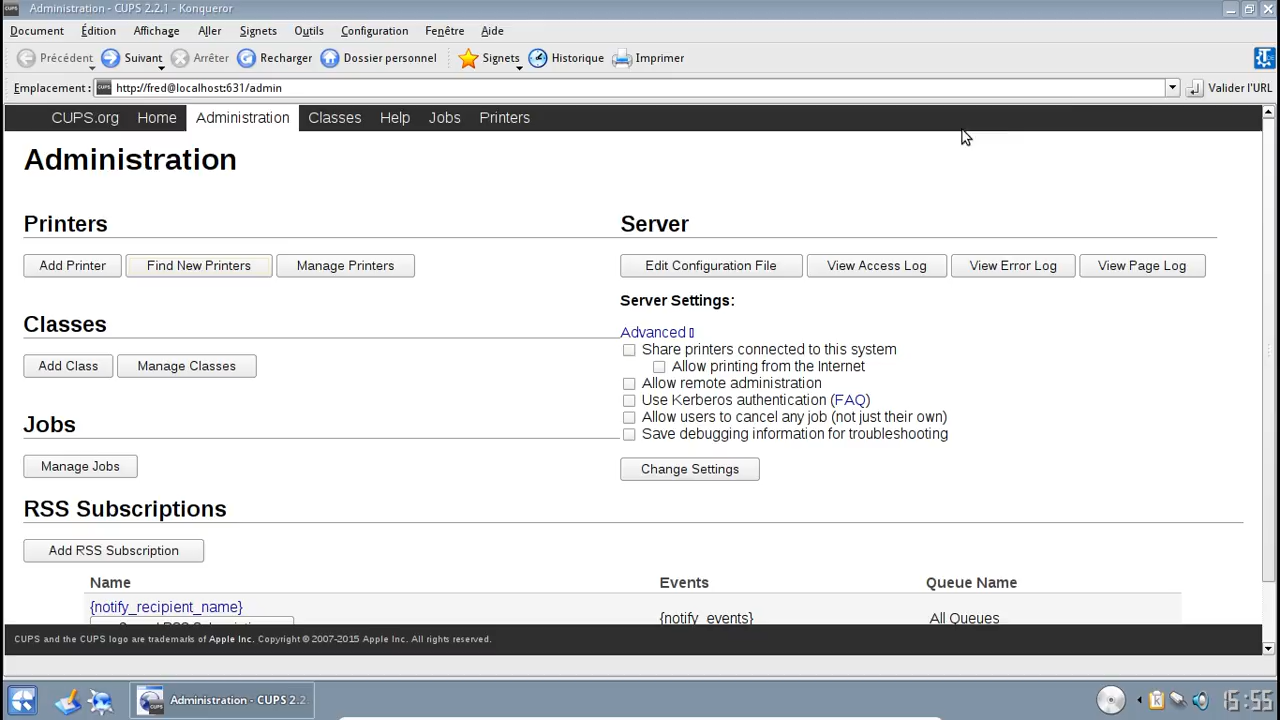 Administration - CUPS 2.2.1 - Konqueror
Document Édition Affichage Aller Signets Outils Configuration Fenêtre Aide
Précédent Suivant Arrêter Recharger Dossier personnel Signets Historique Imprimer
Emplacement : CUPS http://fred@localhost:631/admin Valider l'URL
CUPS.org Home Administration Classes Help Jobs Printers
Administration
Printers
Add Printer Find New Printers Manage Printers
Classes
Add Class Manage Classes
Jobs
Manage Jobs
Server
Edit Configuration File View Access Log View Error Log View Page Log
Server Settings:
Advanced
Share printers connected to this system
Allow printing from the Internet
Allow remote administration
Use Kerberos authentication (FAQ)
Allow users to cancel any job (not just their own)
Save debugging information for troubleshooting
Change Settings
RSS Subscriptions
Add RSS Subscription
Name Events Queue Name
{notify_recipient_name}
{notify_events} All Queues
CUPS and the CUPS logo are trademarks of Apple Inc. Copyright © 2007-2015 Apple Inc. All rights reserved.
CUPS Administration - CUPS 2.2 15:55